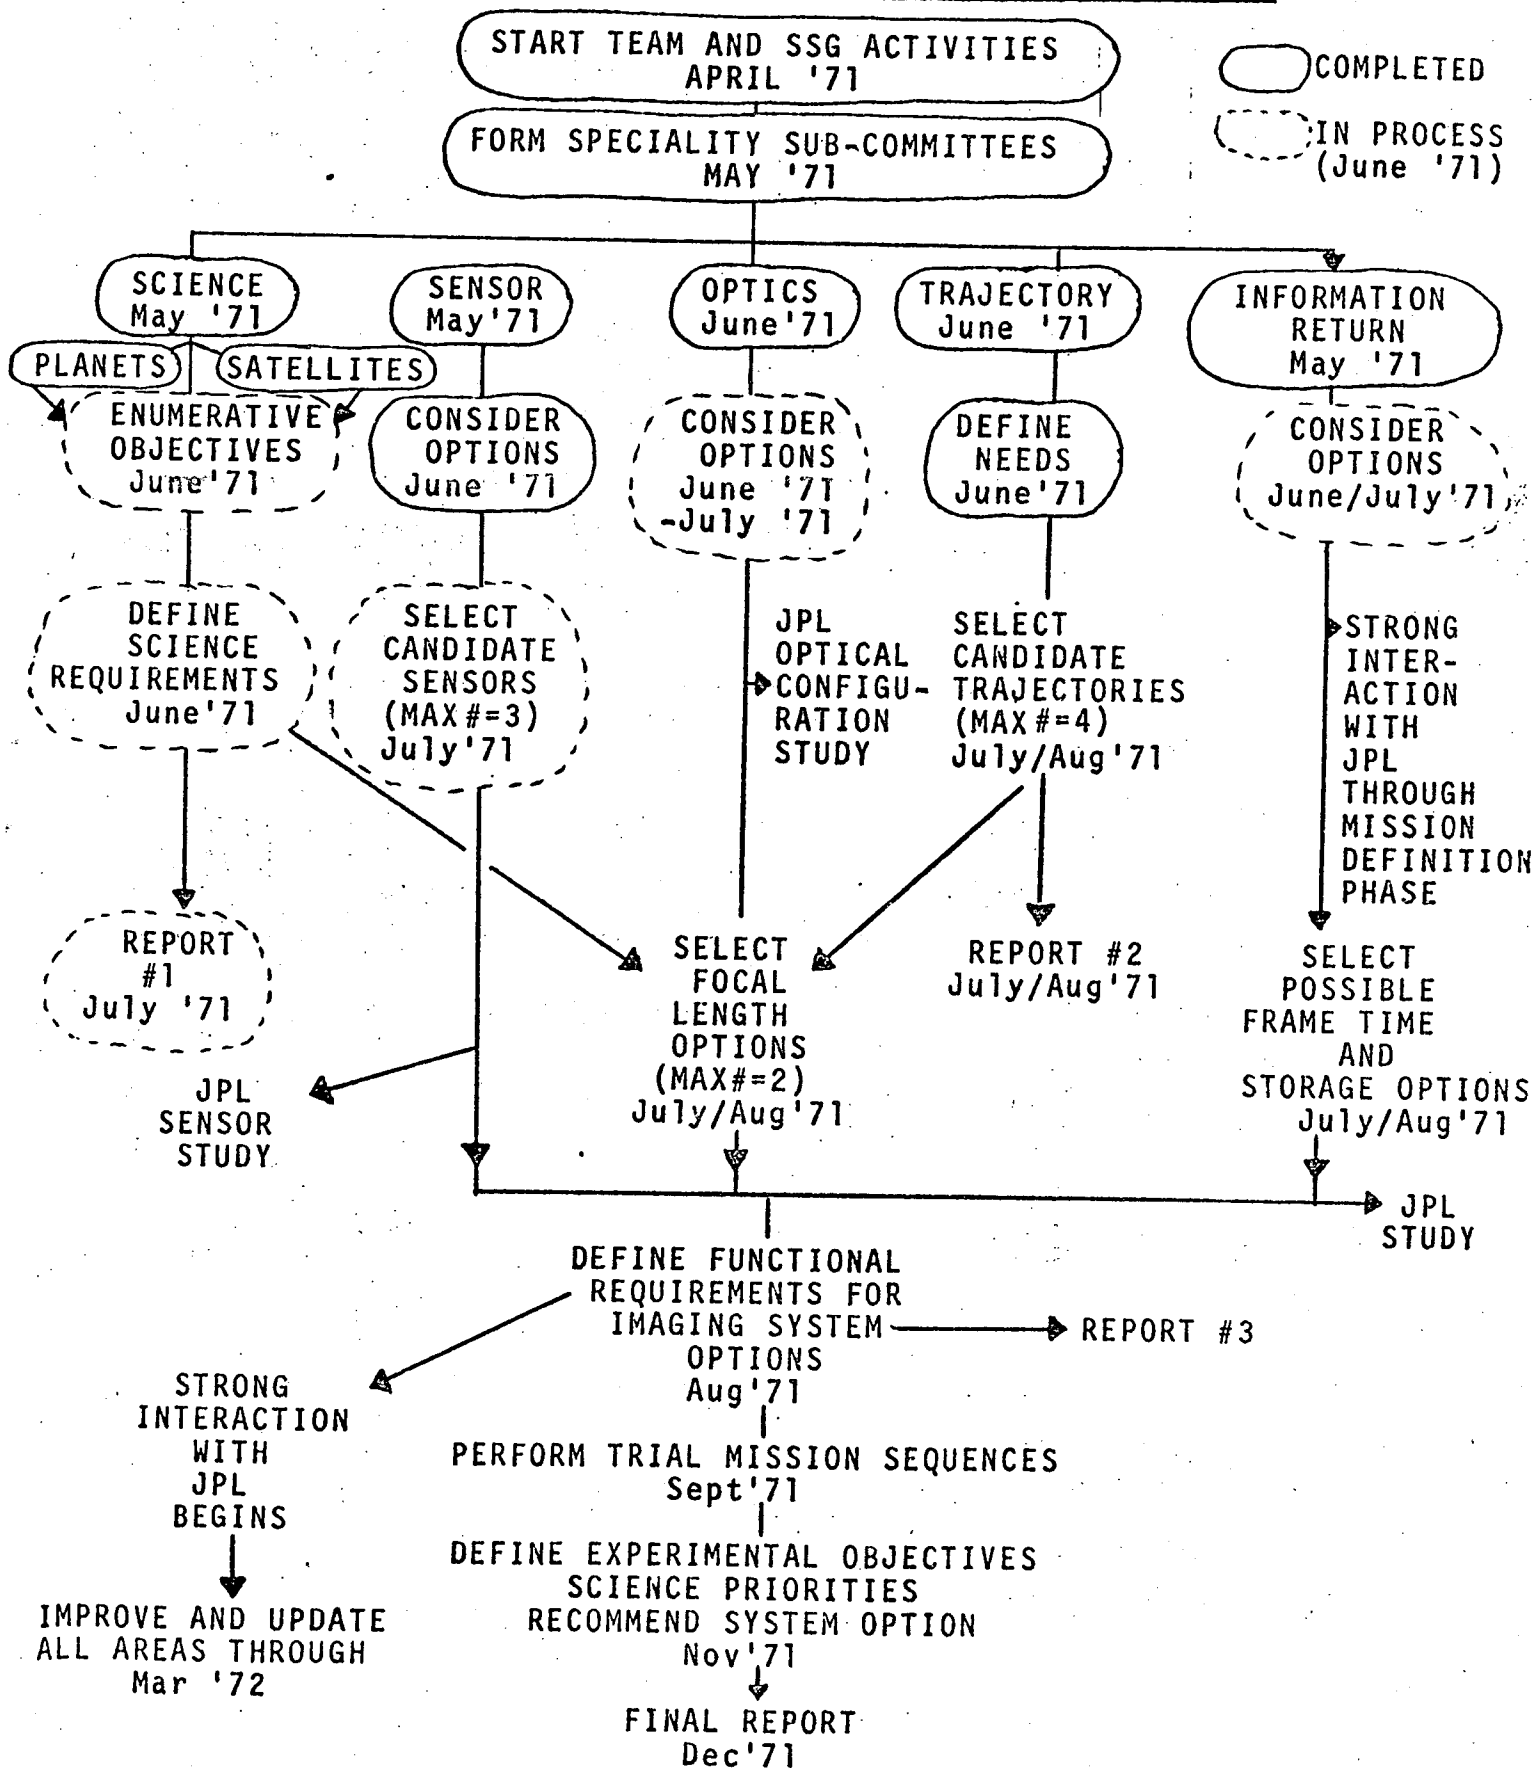 START TEAM AND SSG ACTIVITIES
APRIL '71
COMPLETED
IN PROCESS
(June '71)
FORM SPECIALITY SUB-COMMITTEES
MAY '71
SCIENCE
May '71
PLANETS
SATELLITES
ENUMERATIVE
OBJECTIVES
June'71
DEFINE
SCIENCE
REQUIREMENTS
June'71
REPORT
#1
July '71
SENSOR
May'71
CONSIDER
OPTIONS
June '71
SELECT
CANDIDATE
SENSORS
(MAX#=3)
July'71
JPL
SENSOR
STUDY
OPTICS
June'71
CONSIDER
OPTIONS
June '71
-July '71
JPL
OPTICAL
CONFIGU-
RATION
STUDY
SELECT
FOCAL
LENGTH
OPTIONS
(MAX#=2)
July/Aug'71
TRAJECTORY
June '71
DEFINE
NEEDS
June'71
SELECT
CANDIDATE
TRAJECTORIES
(MAX#=4)
July/Aug'71
REPORT #2
July/Aug'71
INFORMATION
RETURN
May '71
CONSIDER
OPTIONS
June/July'71
STRONG
INTER-
ACTION
WITH
JPL
THROUGH
MISSION
DEFINITION
PHASE
SELECT
POSSIBLE
FRAME TIME
AND
STORAGE OPTIONS
July/Aug'71
JPL
STUDY
DEFINE FUNCTIONAL
REQUIREMENTS FOR
IMAGING SYSTEM
OPTIONS
Aug'71
REPORT #3
STRONG
INTERACTION
WITH
JPL
BEGINS
IMPROVE AND UPDATE
ALL AREAS THROUGH
Mar '72
PERFORM TRIAL MISSION SEQUENCES
Sept'71
DEFINE EXPERIMENTAL OBJECTIVES
SCIENCE PRIORITIES
RECOMMEND SYSTEM OPTION
Nov'71
FINAL REPORT
Dec'71